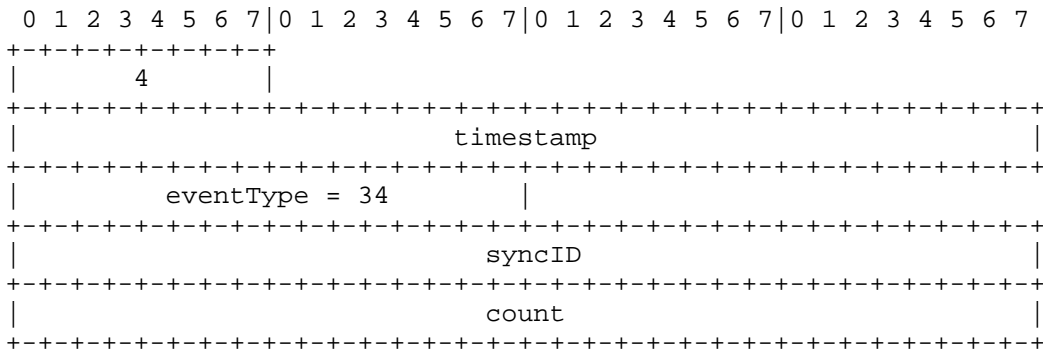 0 1 2 3 4 5 6 7|0 1 2 3 4 5 6 7|0 1 2 3 4 5 6 7|0 1 2 3 4 5 6 7
+-+-+-+-+-+-+-+-+
|       4       |
+-+-+-+-+-+-+-+-+-+-+-+-+-+-+-+-+-+-+-+-+-+-+-+-+-+-+-+-+-+-+-+-+
|                           timestamp                           |
+-+-+-+-+-+-+-+-+-+-+-+-+-+-+-+-+-+-+-+-+-+-+-+-+-+-+-+-+-+-+-+-+
|         eventType = 34        |
+-+-+-+-+-+-+-+-+-+-+-+-+-+-+-+-+-+-+-+-+-+-+-+-+-+-+-+-+-+-+-+-+
|                             syncID                            |
+-+-+-+-+-+-+-+-+-+-+-+-+-+-+-+-+-+-+-+-+-+-+-+-+-+-+-+-+-+-+-+-+
|                             count                             |
+-+-+-+-+-+-+-+-+-+-+-+-+-+-+-+-+-+-+-+-+-+-+-+-+-+-+-+-+-+-+-+-+